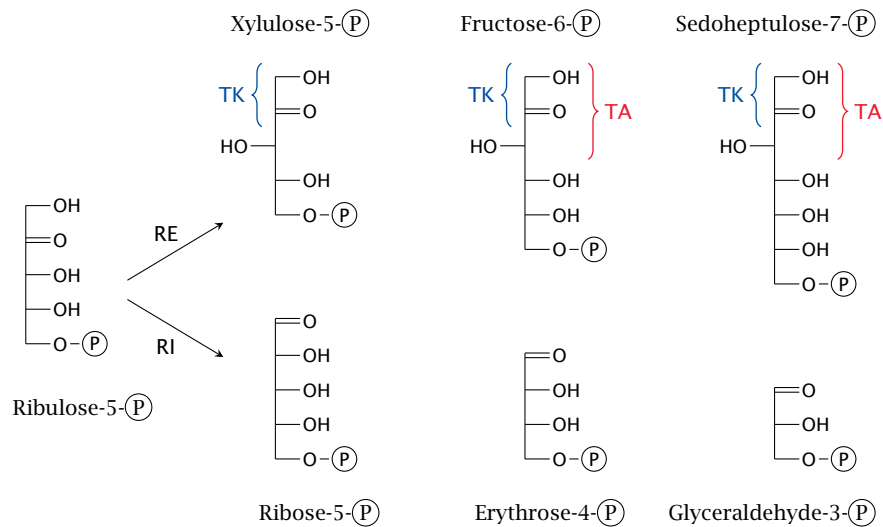 Xylulose-5-Ⓟ
Fructose-6-Ⓟ
Sedoheptulose-7-Ⓟ
TK
OH
O
HO
OH
O-Ⓟ
TK
OH
O
HO
OH
OH
O-Ⓟ
TA
TK
OH
O
HO
OH
OH
OH
O-Ⓟ
TA
OH
O
OH
OH
O-Ⓟ
Ribulose-5-Ⓟ
RE
RI
O
OH
OH
OH
O-Ⓟ
Ribose-5-Ⓟ
O
OH
OH
O-Ⓟ
Erythrose-4-Ⓟ
O
OH
O-Ⓟ
Glyceraldehyde-3-Ⓟ